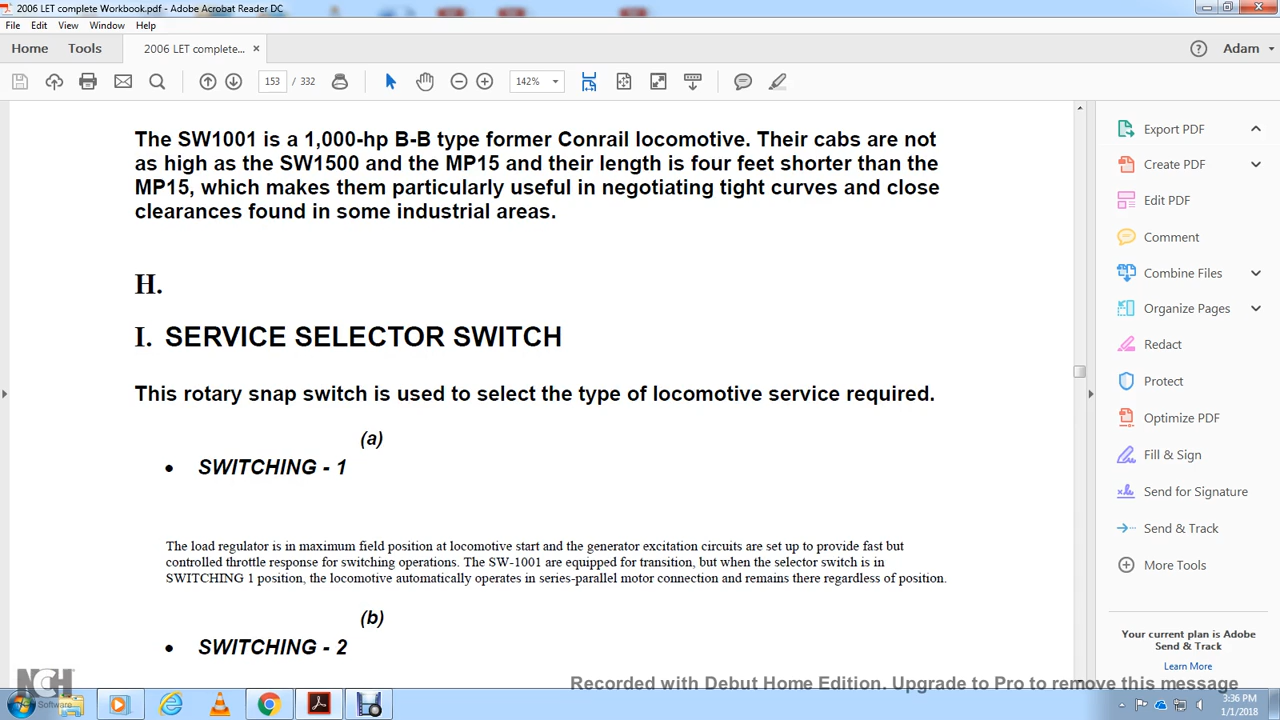 2006 LET complete Workbook.pdf - Adobe Acrobat Reader DC
File Edit View Window Help
Home Tools 2006 LET complete... × Adam
153 / 332 142%
The SW1001 is a 1,000-hp B-B type former Conrail locomotive. Their cabs are not
as high as the SW1500 and the MP15 and their length is four feet shorter than the
MP15, which makes them particularly useful in negotiating tight curves and close
clearances found in some industrial areas.
H.
I. SERVICE SELECTOR SWITCH
This rotary snap switch is used to select the type of locomotive service required.
(a)
• SWITCHING - 1
The load regulator is in maximum field position at locomotive start and the generator excitation circuits are set up to provide fast but
controlled throttle response for switching operations. The SW-1001 are equipped for transition, but when the selector switch is in
SWITCHING 1 position, the locomotive automatically operates in series-parallel motor connection and remains there regardless of position.
(b)
• SWITCHING - 2
Export PDF
Create PDF
Edit PDF
Comment
Combine Files
Organize Pages
Redact
Protect
Optimize PDF
Fill & Sign
Send for Signature
Send & Track
More Tools
Your current plan is Adobe
Send & Track
Learn More
NCH
NCH Software
Recorded with Debut Home Edition. Upgrade to Pro to remove this message
3:36 PM
1/1/2018